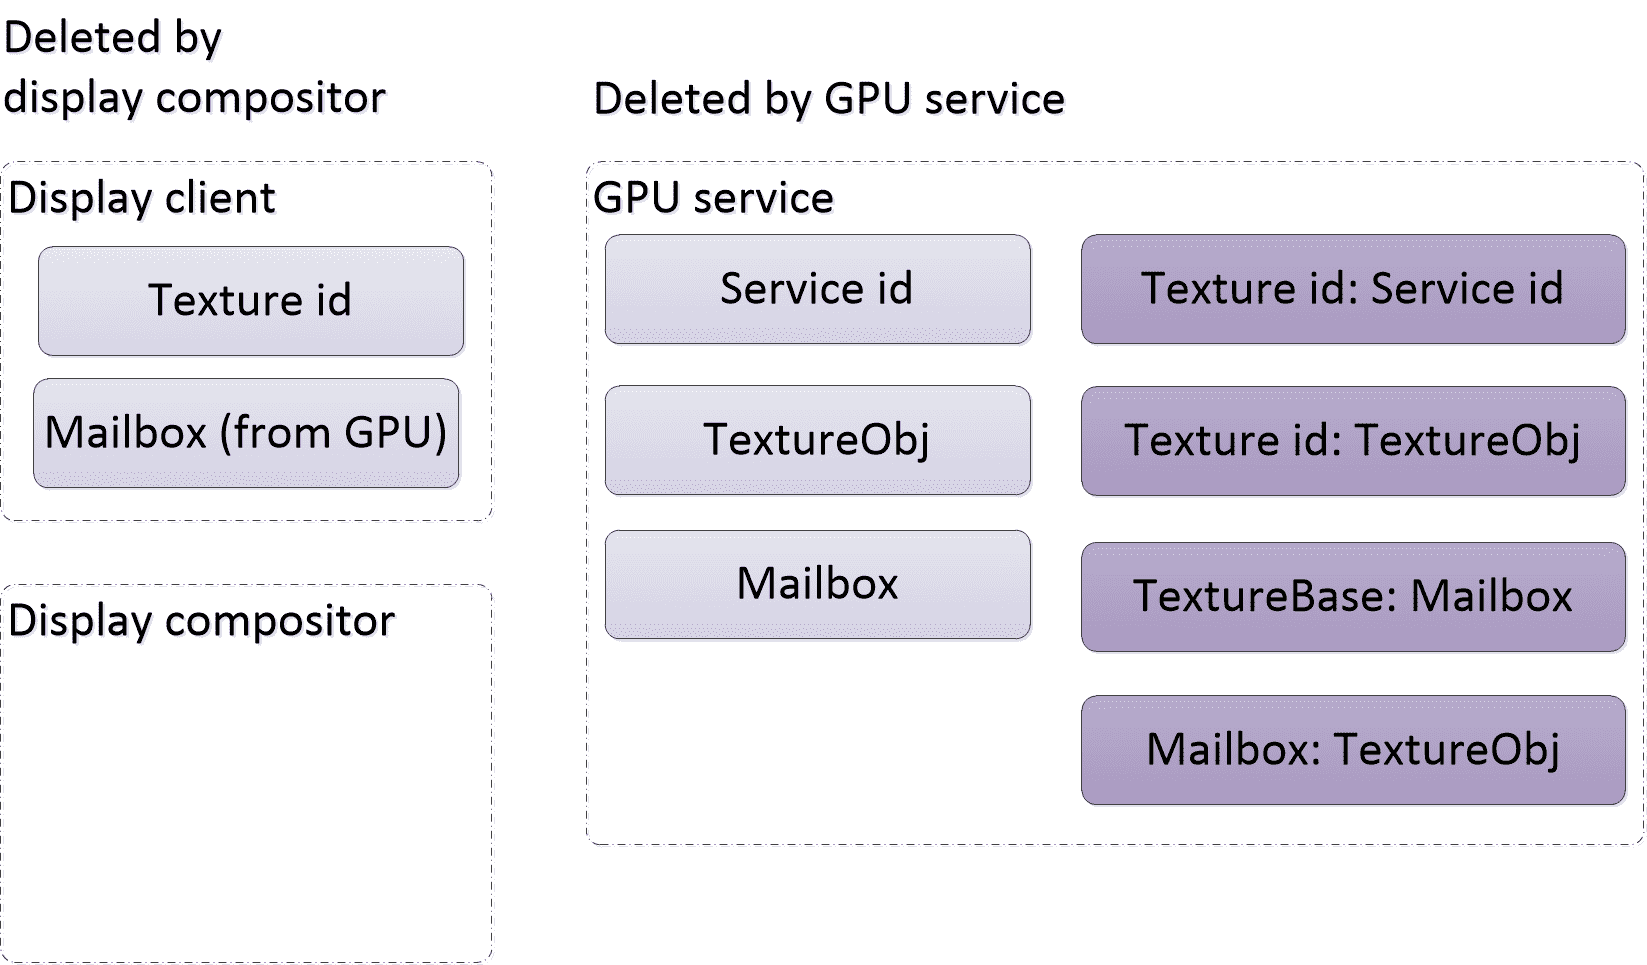 Deleted by
display compositor
Deleted by GPU service
Display client
Texture id
Mailbox (from GPU)
Display compositor
GPU service
Service id
Texture id: Service id
TextureObj
Texture id: TextureObj
Mailbox
TextureBase: Mailbox
Mailbox: TextureObj